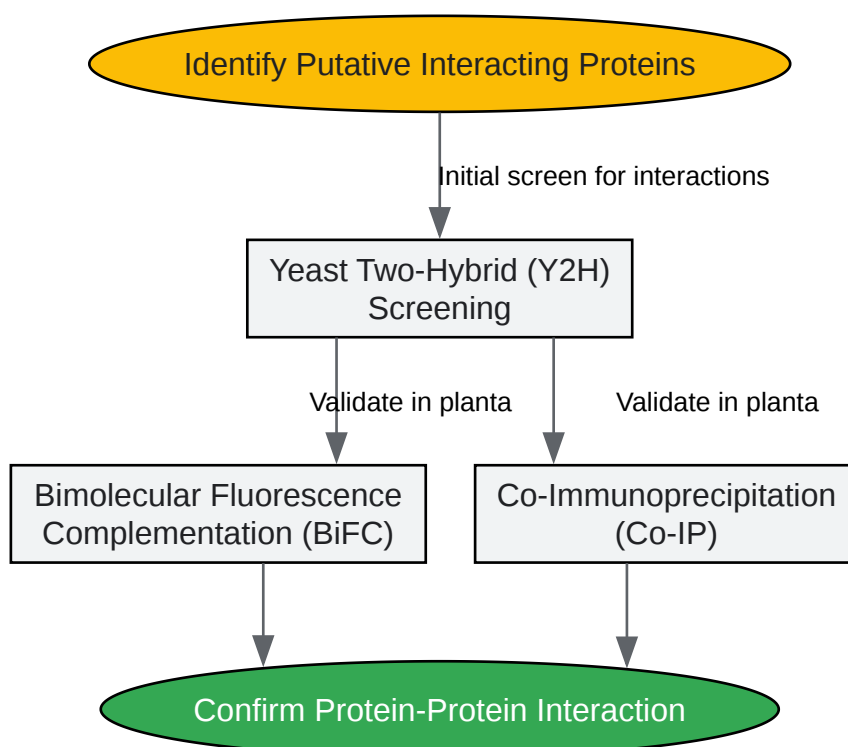 Identify Putative Interacting Proteins
Initial screen for interactions
Yeast Two-Hybrid (Y2H)
Screening
Validate in planta
Validate in planta
Bimolecular Fluorescence
Complementation (BiFC)
Co-Immunoprecipitation
(Co-IP)
Confirm Protein-Protein Interaction